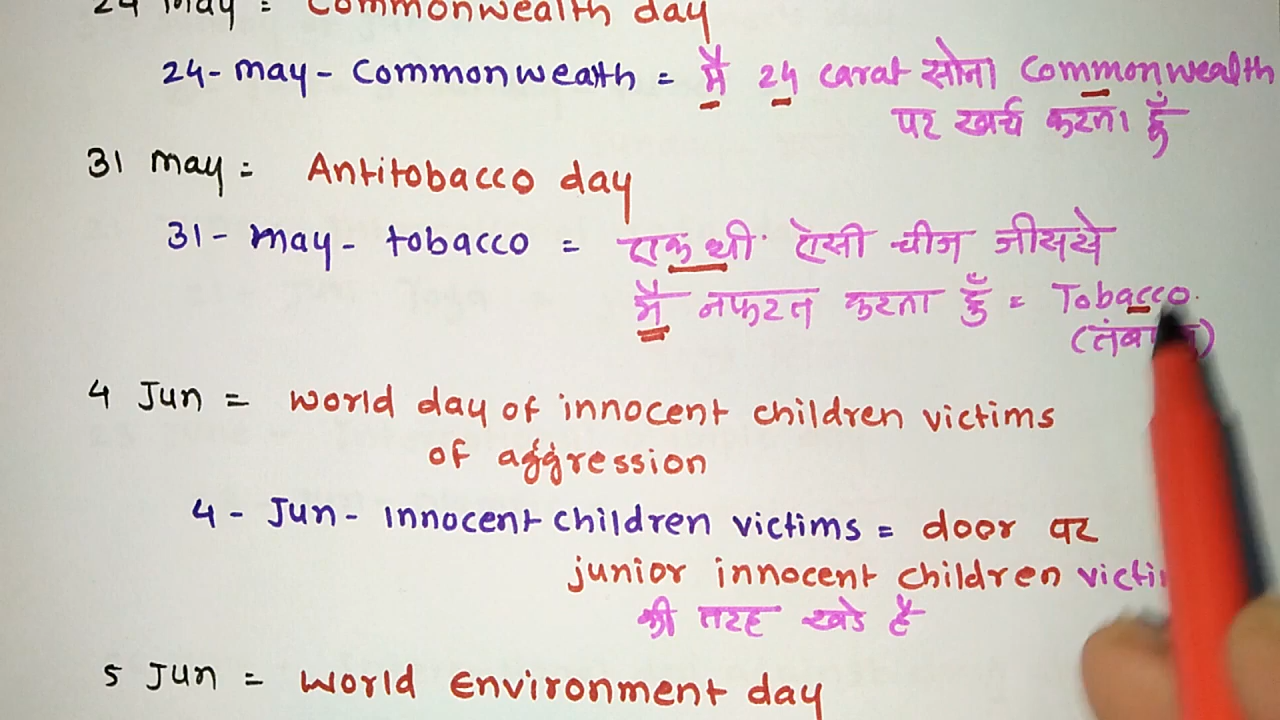 24 May = Commonwealth day
24 - may - Commonwealth = मै 24 carat सोना Commonwealth
पर खर्च करता हुँ
31 may = Antitobacco day
31 - may - tobacco = एक थी ऐसी चीज जीससे
मै नफरत करता हुँ = Tobacco
4 Jun = world day of innocent children victims
of aggression
4 - Jun - innocent children victims = door पर
junior innocent children
की तरह खडे है
5 Jun = world Environment day